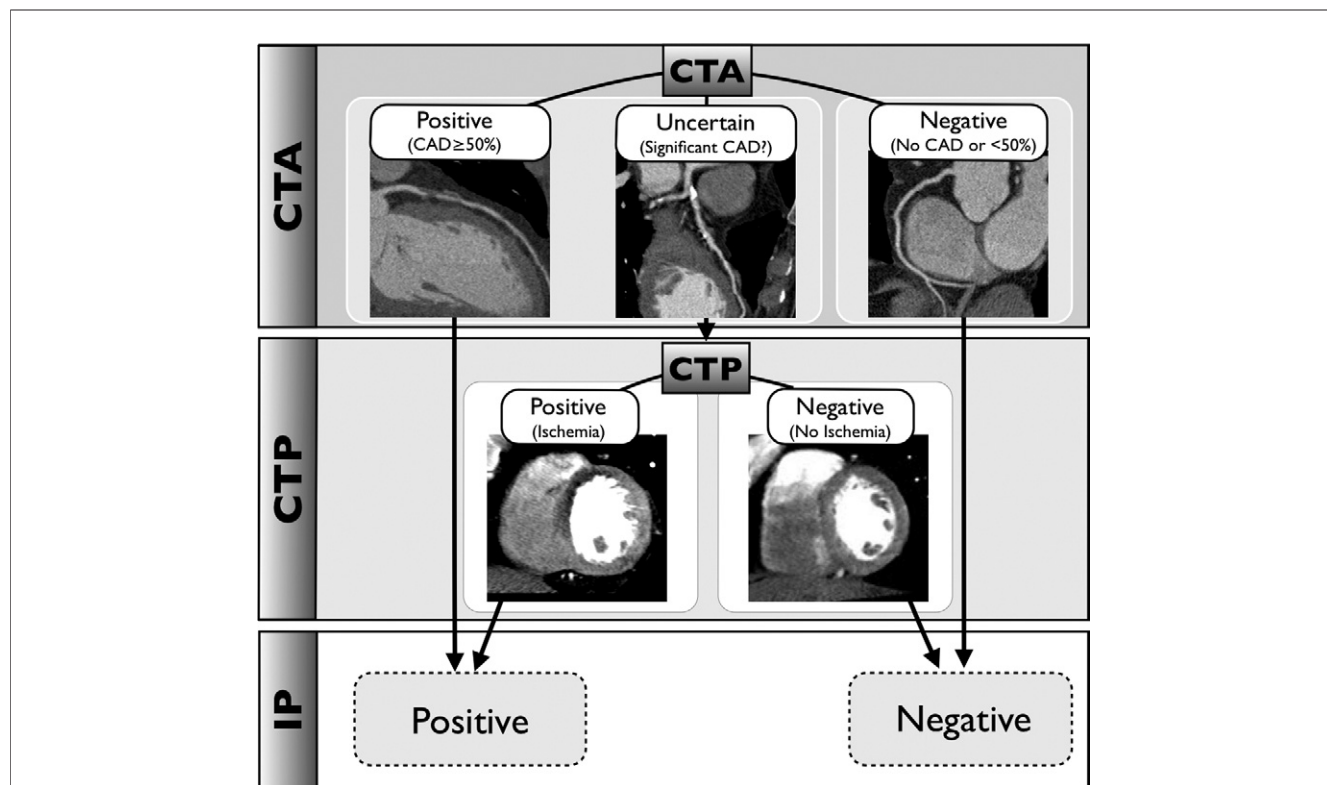 CTA
CTA
Positive
(CAD≥50%)
Uncertain
(Significant CAD?)
Negative
(No CAD or <50%)
CTP
CTP
Positive
(Ischemia)
Negative
(No Ischemia)
IP
Positive
Negative